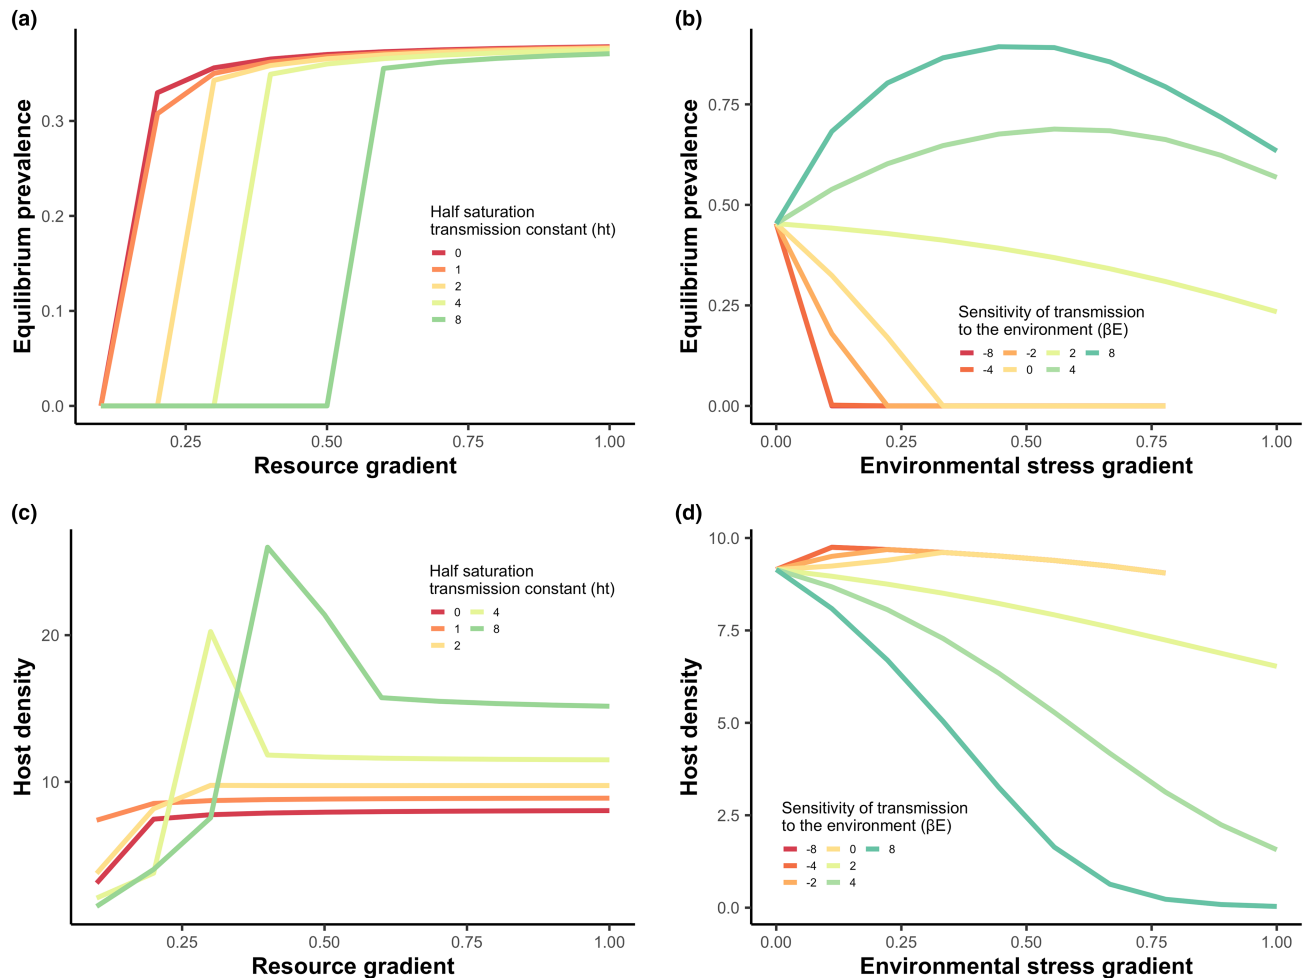 (a)
Equilibrium prevalence
0.3
0.2
0.1
0.0
Half saturation
transmission constant (ht)
0
1
2
4
8
0.25 0.50 0.75 1.00
Resource gradient
(b)
Equilibrium prevalence
0.75
0.50
0.25
0.00
Sensitivity of transmission
to the environment (βE)
-8 -2 2 8
-4 0 4
0.00 0.25 0.50 0.75 1.00
Environmental stress gradient
(c)
Host density
20
10
Half saturation
transmission constant (ht)
0 4
1 8
2
0.25 0.50 0.75 1.00
Resource gradient
(d)
Host density
10.0
7.5
5.0
2.5
0.0
Sensitivity of transmission
to the environment (βE)
-8 0 8
-4 2
-2 4
0.00 0.25 0.50 0.75 1.00
Environmental stress gradient